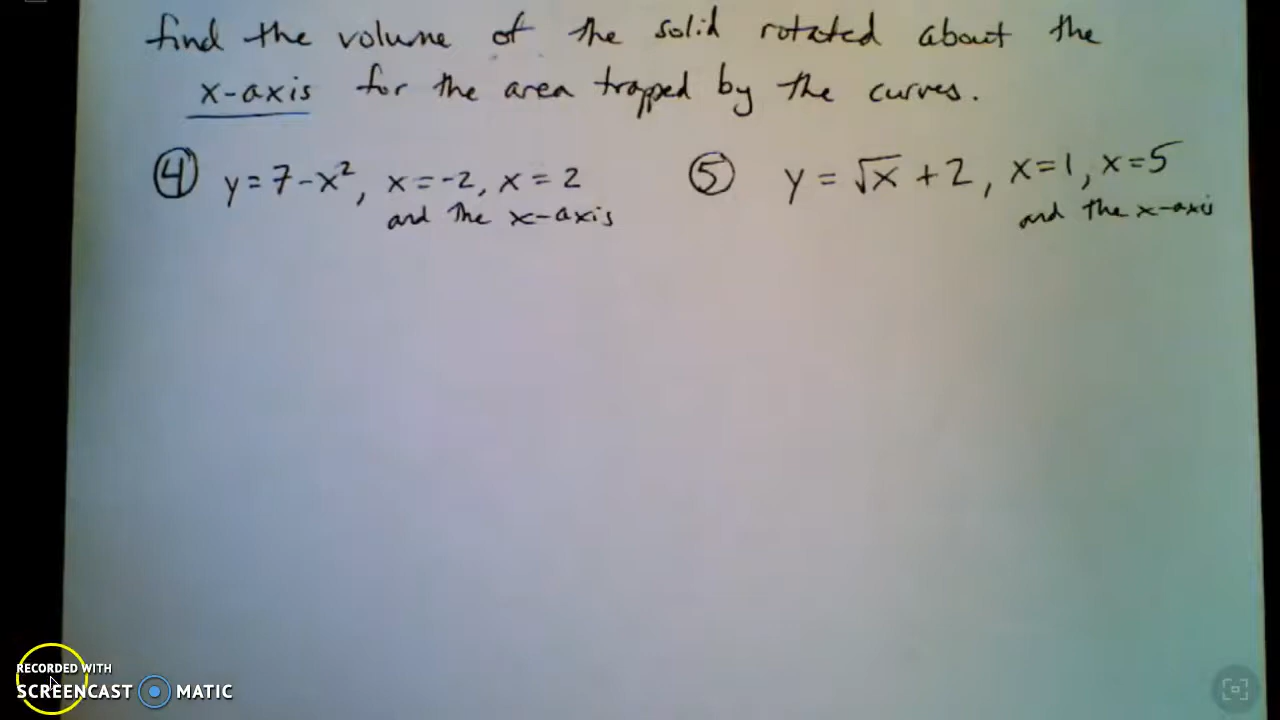 find the volume of the solid rotated about the
x-axis for the area trapped by the curves.
④ y = 7 - x², x = -2, x = 2
and the x-axis
⑤ y = √x + 2, x = 1, x = 5
and the x-axis
RECORDED WITH
SCREENCAST MATIC